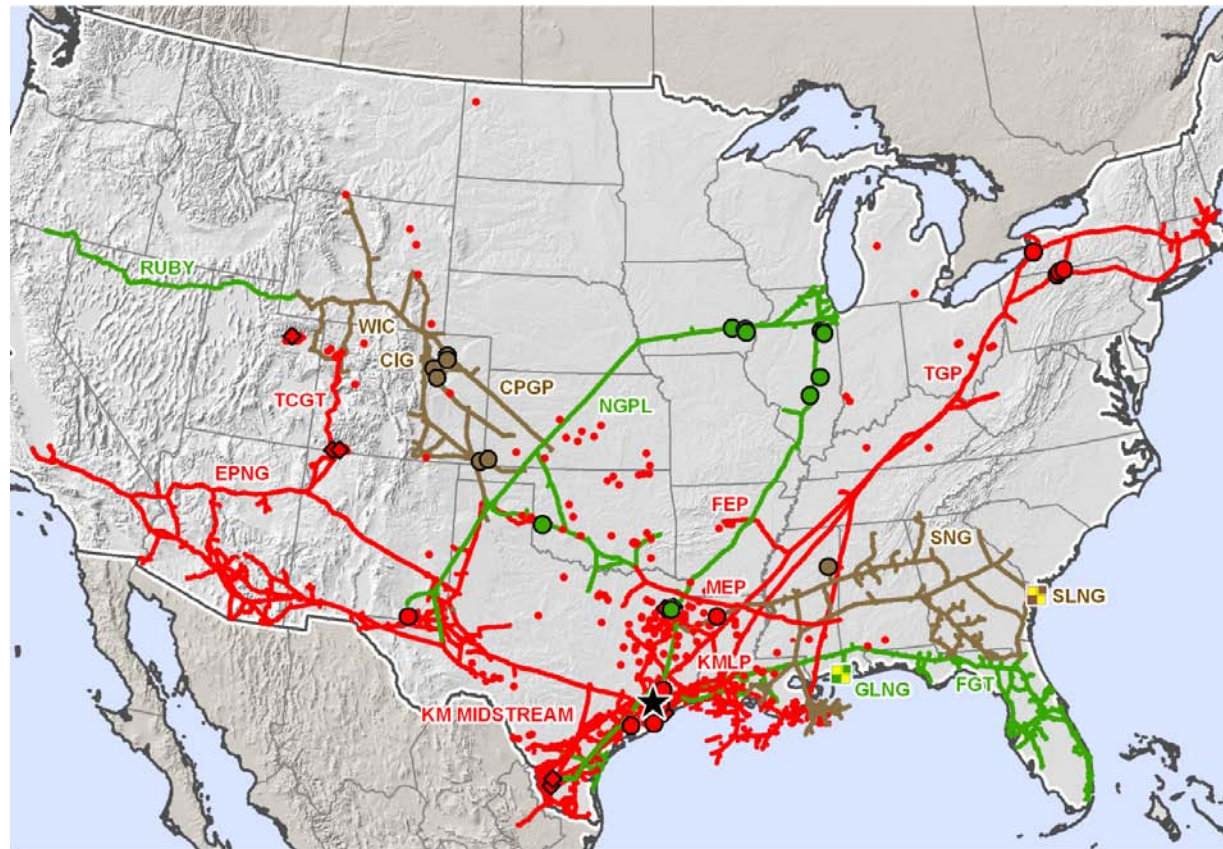 RUBY
WIC
CIG
CPGP
TGP
TCGT
NGPL
EPNG
FEP
SNG
MEP
SLNG
KMLP
GLNG
FGT
KM MIDSTREAM